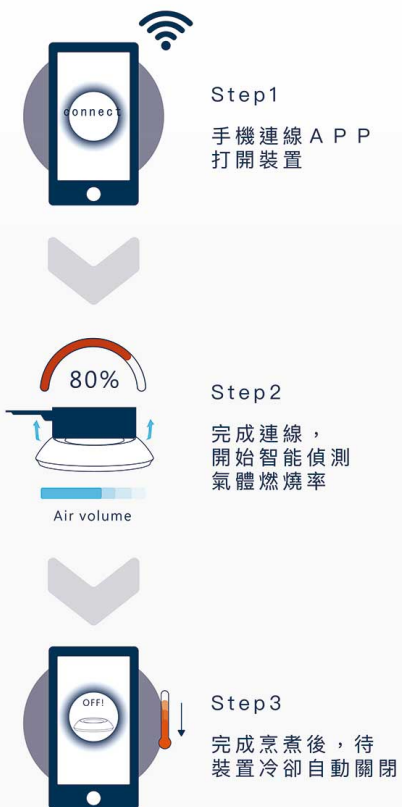 connect
Step1
手機連線ＡＰＰ
打開裝置
80%
Air volume
Step2
完成連線，
開始智能偵測
氣體燃燒率
OFF!
Step3
完成烹煮後，待
裝置冷卻自動關閉